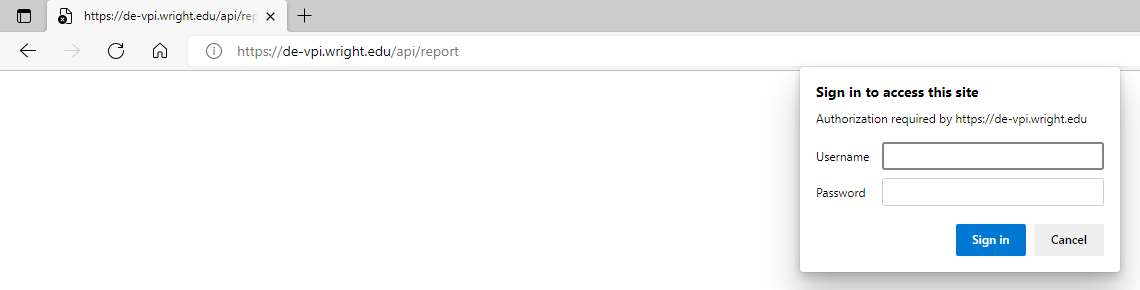 https://de-vpi.wright.edu/api/rep
https://de-vpi.wright.edu/api/report
Sign in to access this site
Authorization required by https://de-vpi.wright.edu
Username
Password
Sign in Cancel